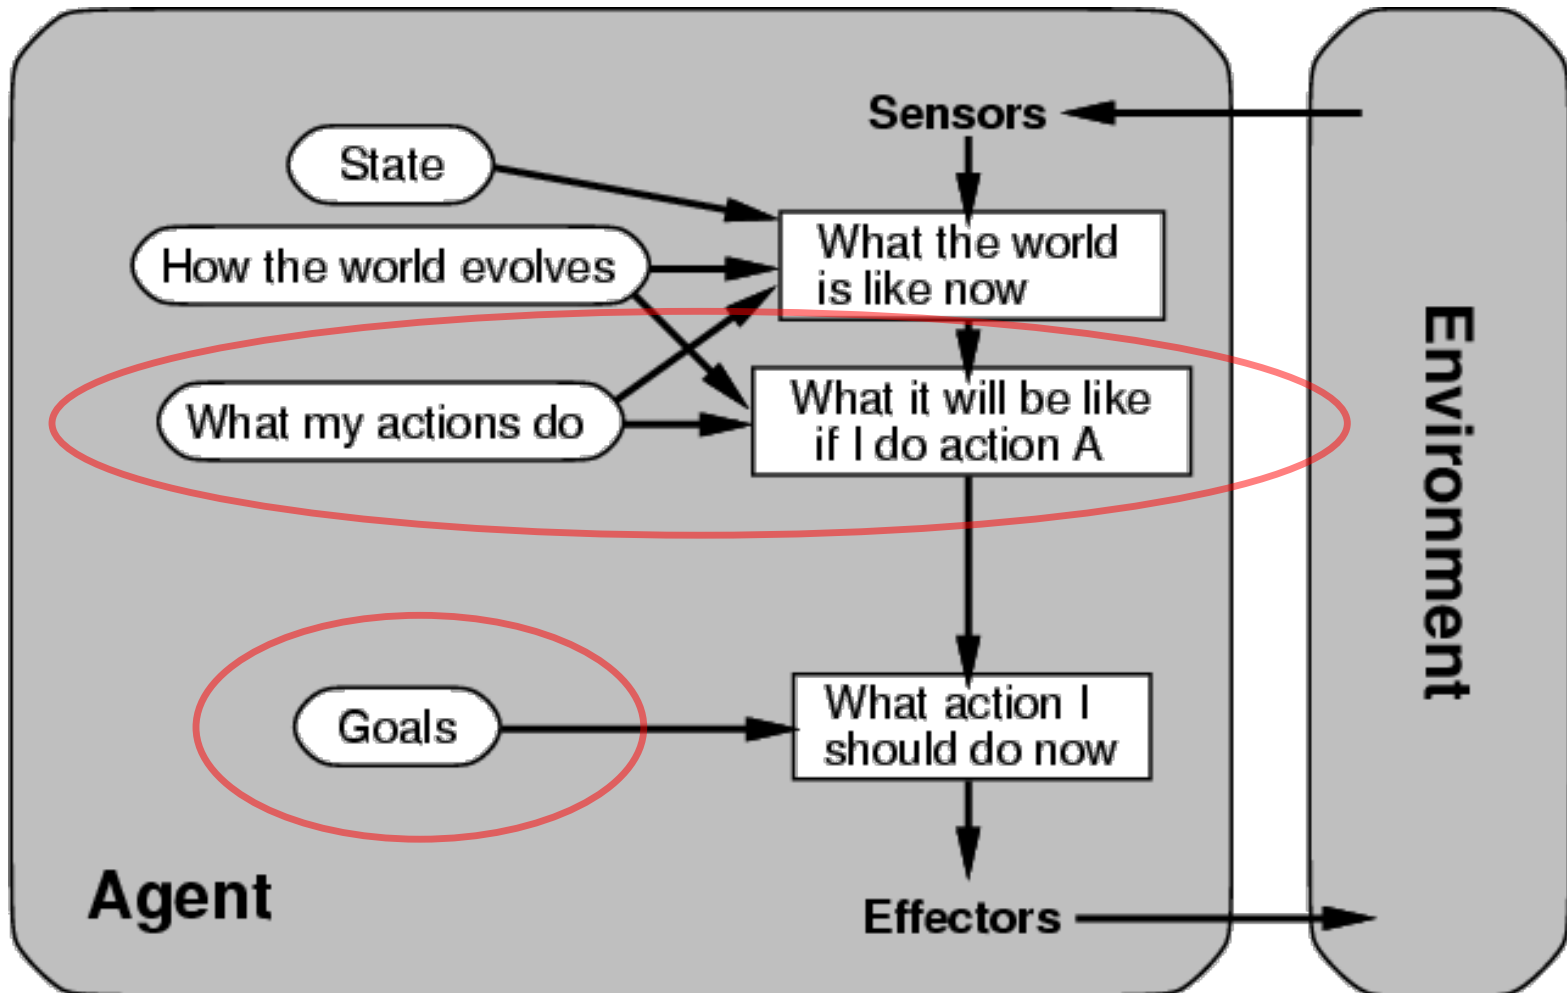 Sensors
State
What the world
is like now
How the world evolves
What it will be like
if I do action A
What my actions do
Environment
What action I
should do now
Goals
Agent
Effectors